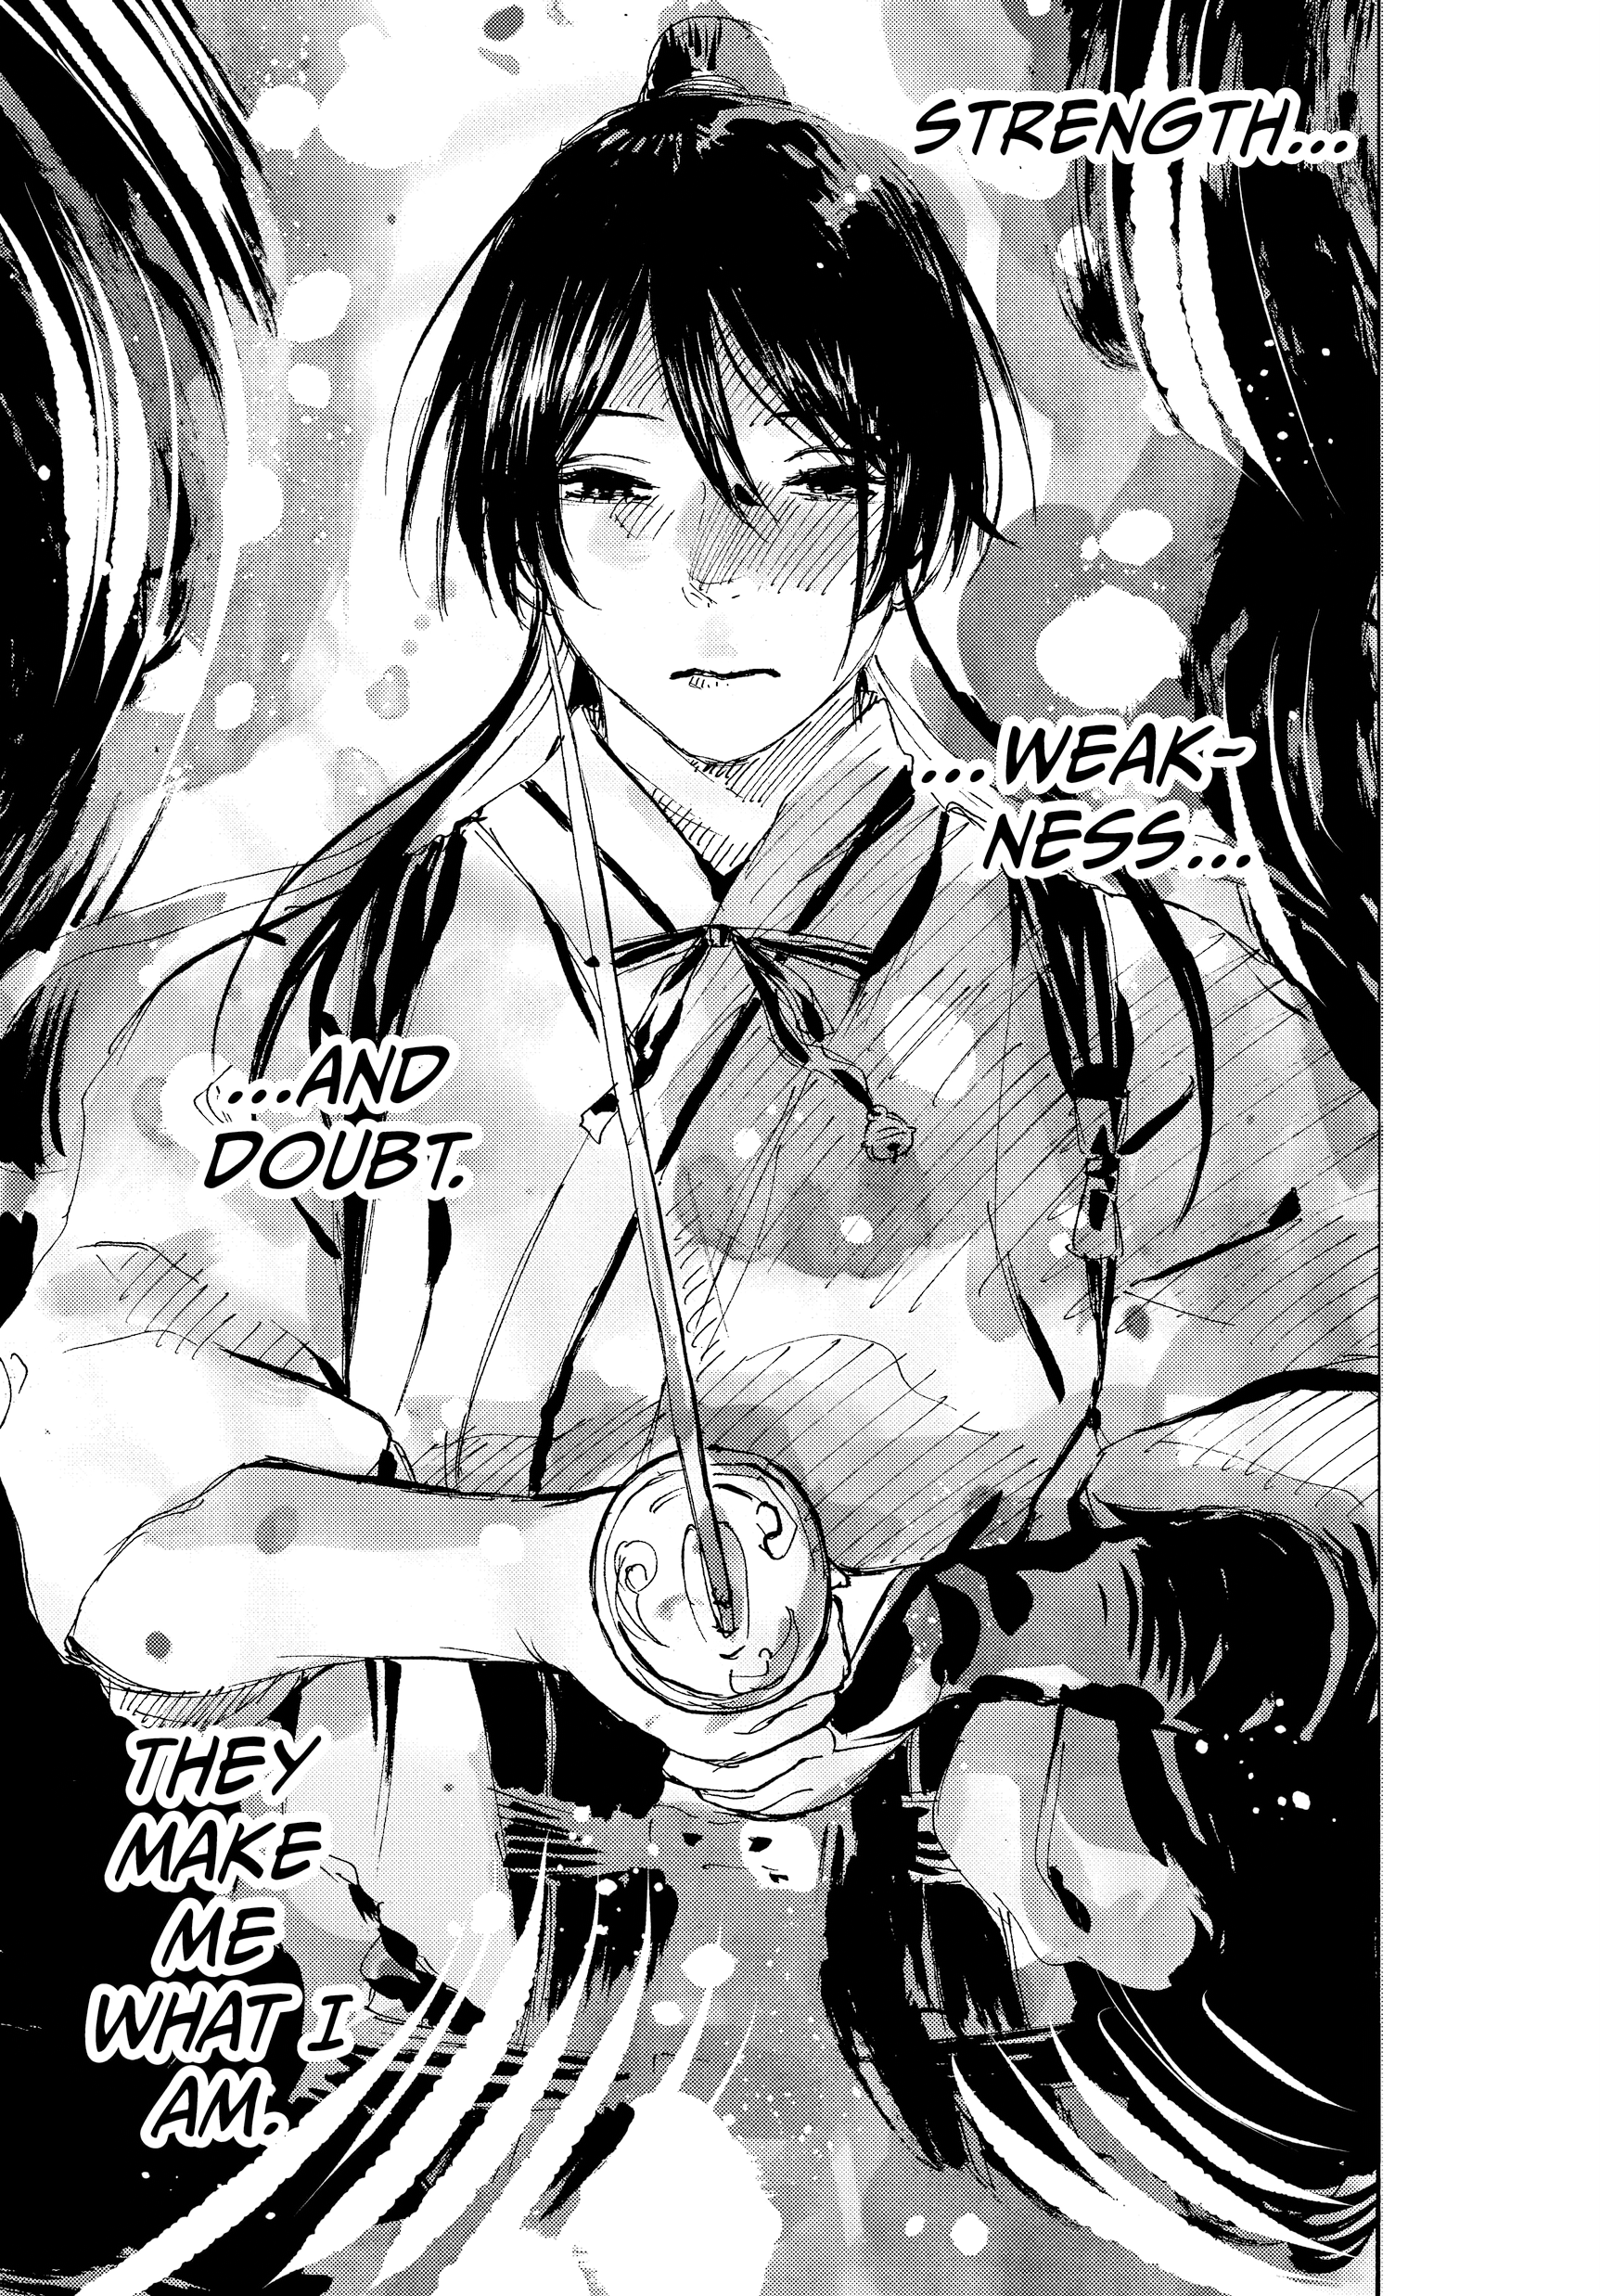 STRENGTH...
...WEAK-
NESS...
...AND
DOUBT.
THEY
MAKE
ME
WHAT I
AM.